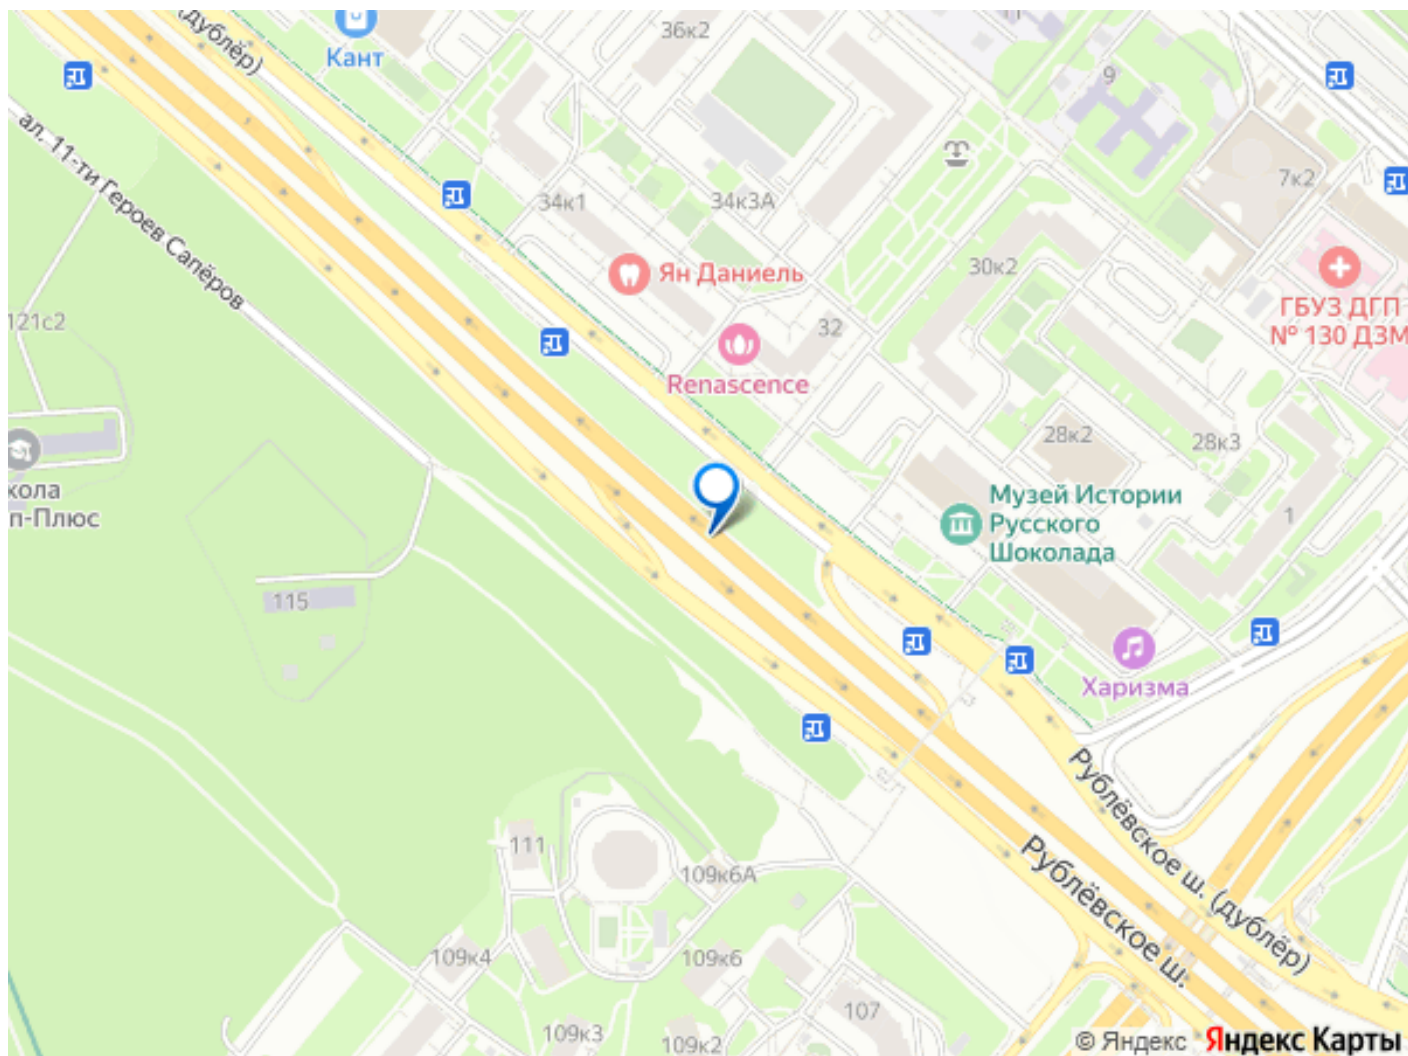 (дублёр)
Кант
36к2
9
ал. 11-ти Героев Сапёров
34к1
34к3А
7к2
Ян Даниель
30к2
ГБУЗ ДГП
№ 130 ДЗМ
121с2
32
Renascence
28к2
28к3
кола
п-Плюс
Музей Истории
Русского
Шоколада
1
115
Харизма
Рублёвское ш. (дублёр)
111
109к6А
Рублёвское ш.
109к4
109к6
107
109к3
109к2
© Яндекс Яндекс Карты